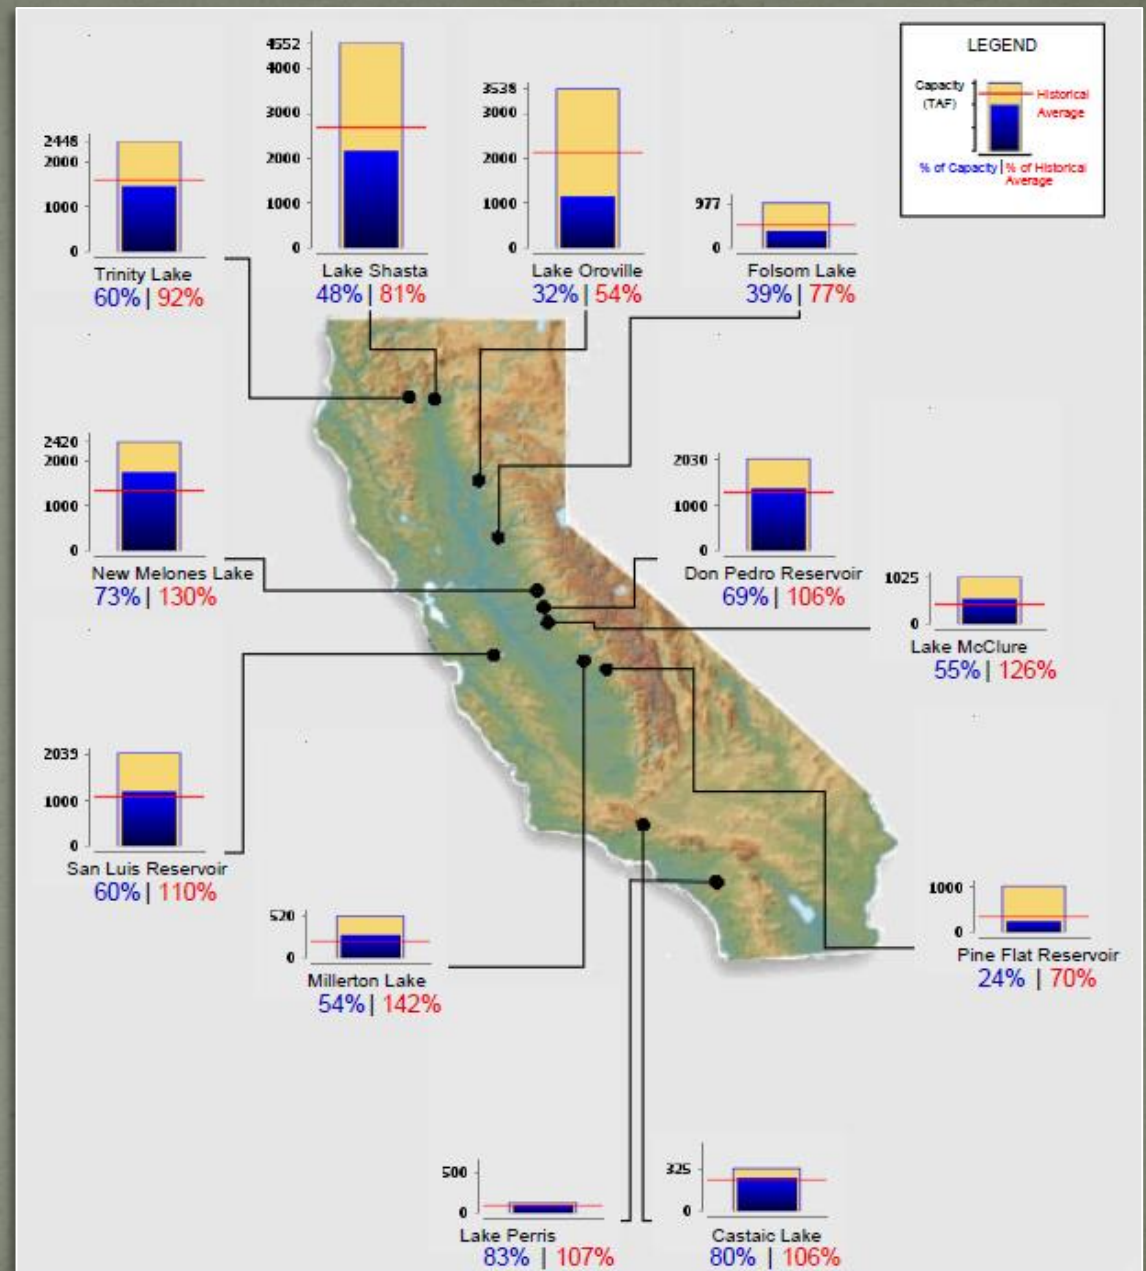 LEGEND
Capacity
(TAF)
Historical
Average
% of Capacity | % of Historical
Average
2448
2000
1000
0
Trinity Lake
60% | 92%
4552
4000
3000
2000
1000
0
Lake Shasta
48% | 81%
3538
3000
2000
1000
0
Lake Oroville
32% | 54%
977
0
Folsom Lake
39% | 77%
2420
2000
1000
0
New Melones Lake
73% | 130%
2030
1000
0
Don Pedro Reservoir
69% | 106%
1025
0
Lake McClure
55% | 126%
2039
1000
0
San Luis Reservoir
60% | 110%
520
0
Millerton Lake
54% | 142%
1000
0
Pine Flat Reservoir
24% | 70%
500
0
Lake Perris
83% | 107%
325
0
Castaic Lake
80% | 106%